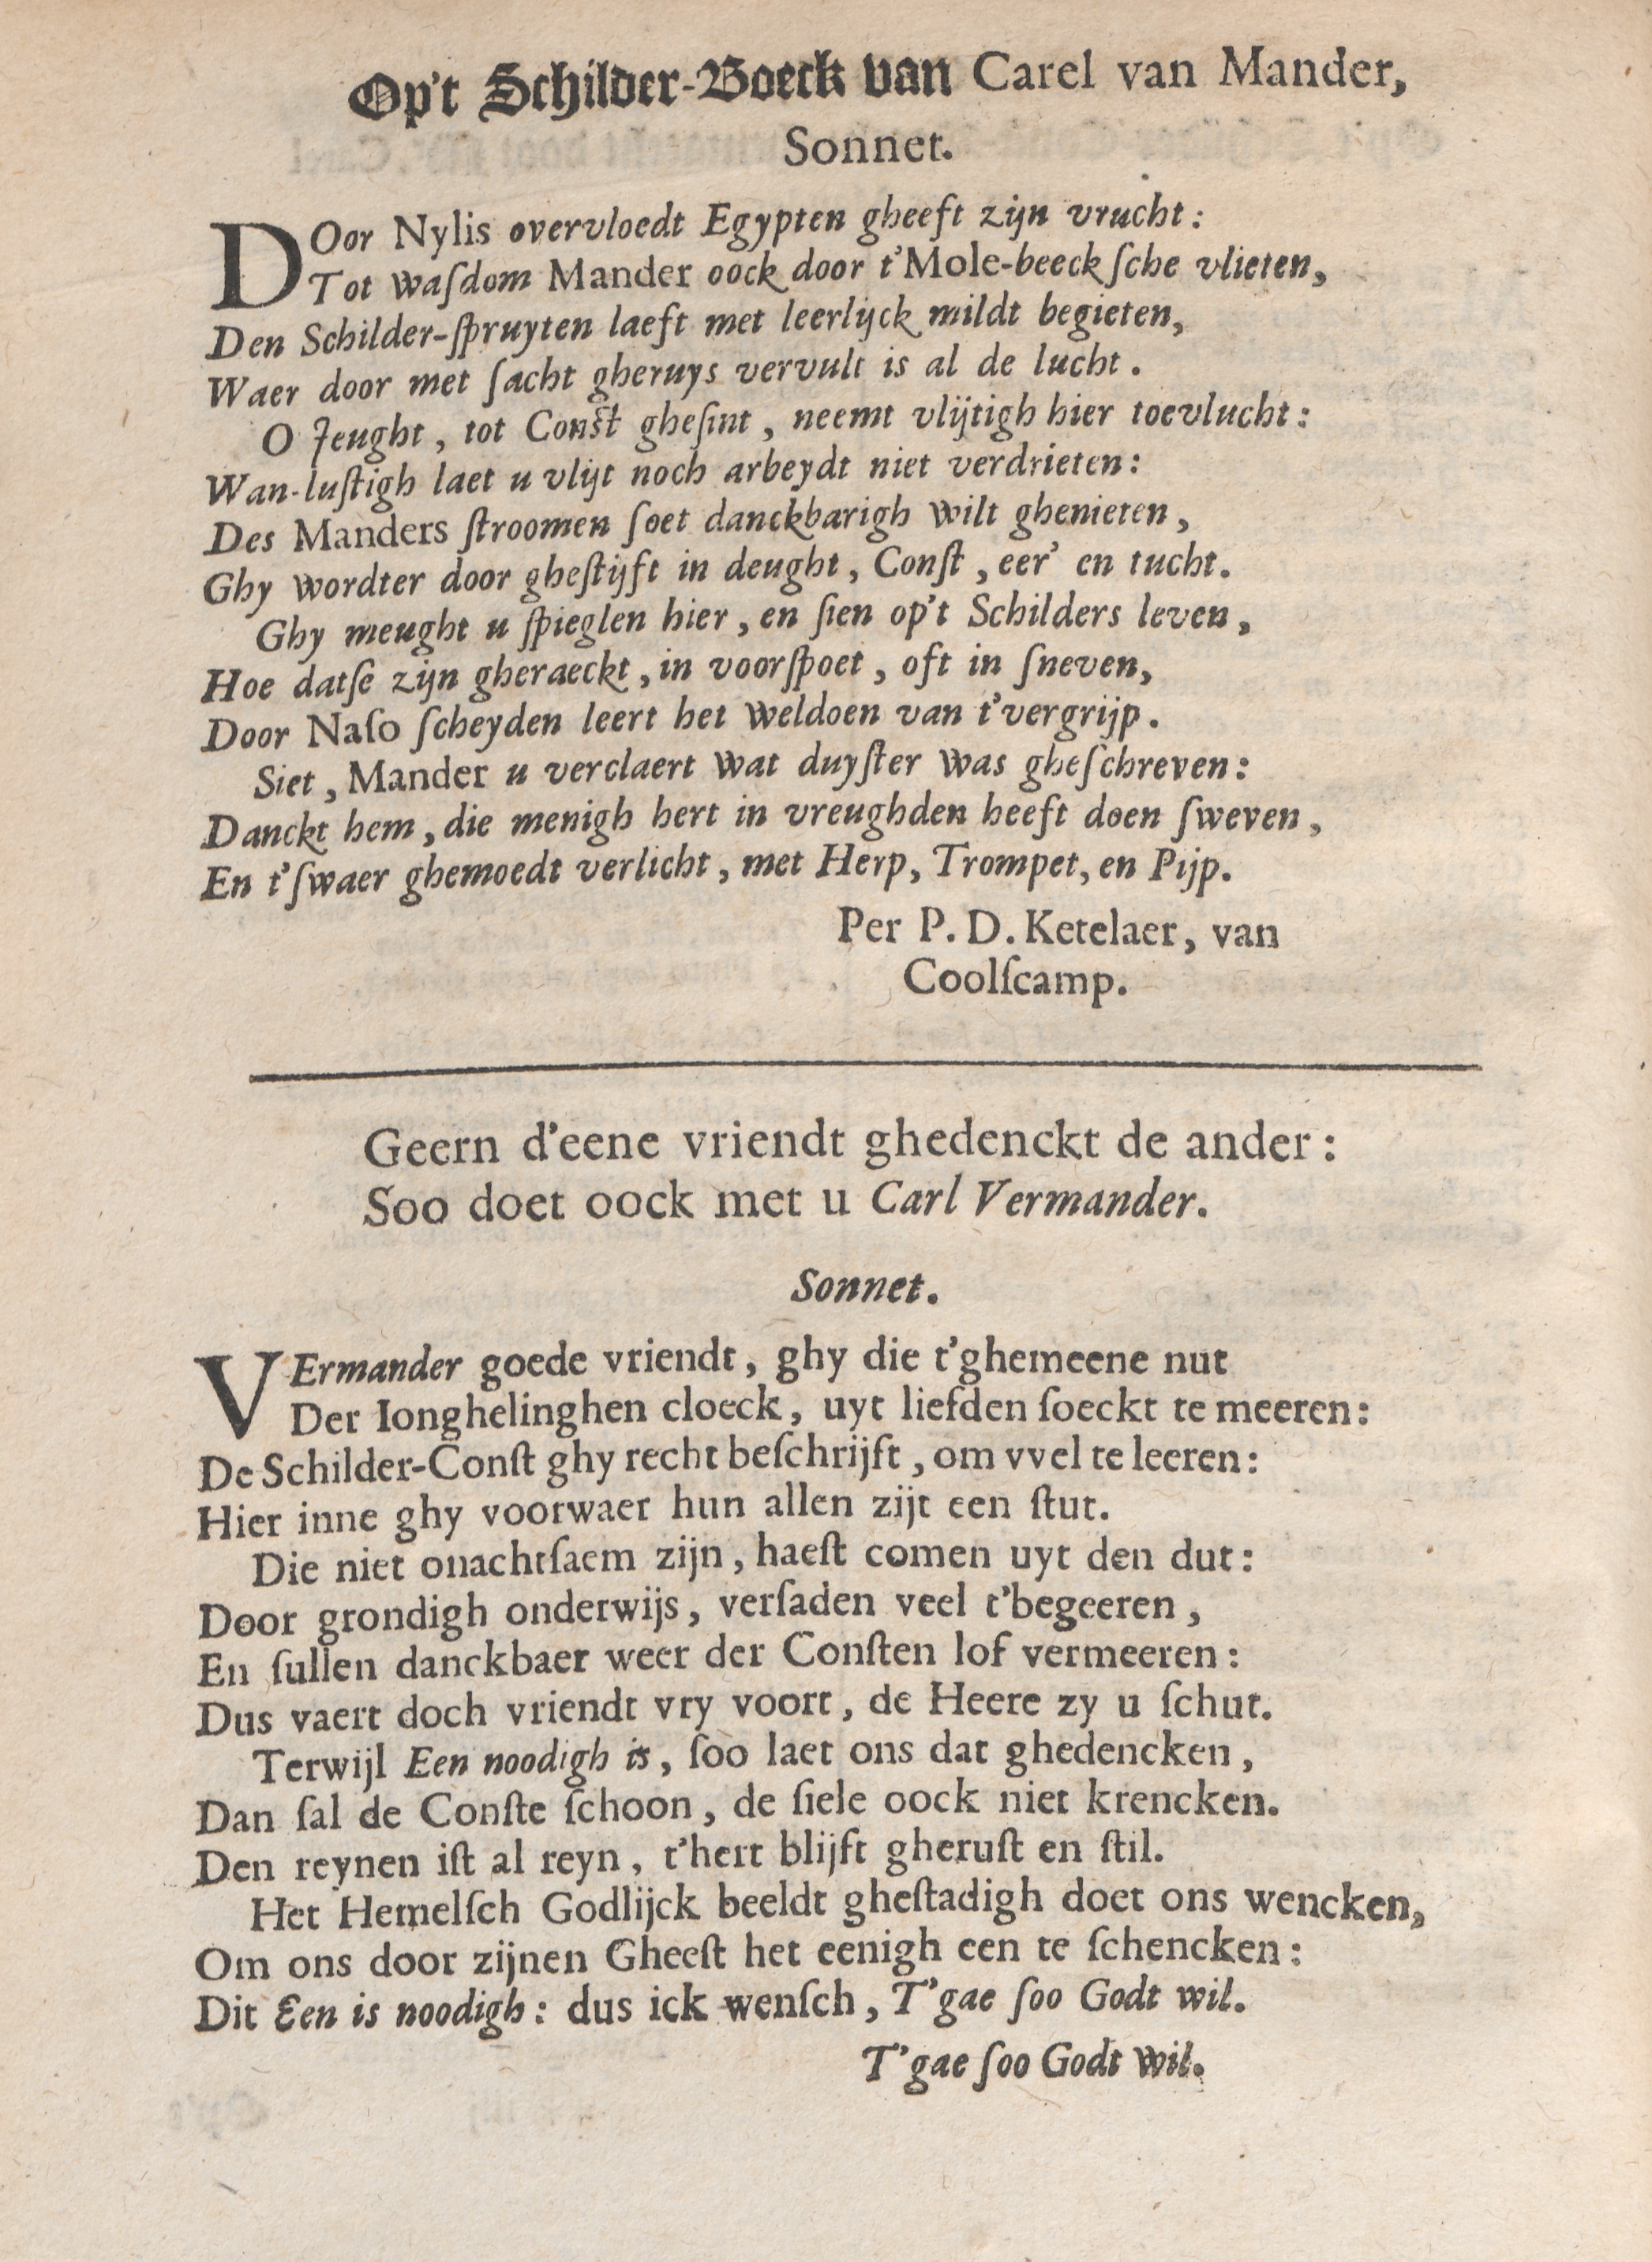 Op't Schilder-Boeck van Carel van Mander,
Sonnet.
DOor Nylis overvloedt Egypten gheeft zijn vrucht:
Tot waſdom Mander oock door t'Mole-beeckſche vlieten,
Den Schilder-ſpruyten laeft met leerlijck mildt begieten,
Waer door met ſacht gheruys vervult is al de lucht.
O Jeught, tot Conſt gheſint, neemt vlijtigh hier toevlucht:
Wan-luſtigh laet u vlijt noch arbeydt niet verdrieten:
Des Manders ſtroomen ſoet danckbarigh wilt ghenieten,
Ghy wordter door gheſtijft in deught, Conſt, eer' en tucht.
Ghy meught u ſpieglen hier, en ſien op't Schilders leven,
Hoe datſe zijn gheraeckt, in voorſpoet, oft in ſneven,
Door Naſo ſcheyden leert het weldoen van t'vergrijp.
Siet, Mander u verclaert wat duyſter was gheſchreven:
Danckt hem, die menigh hert in vreughden heeft doen ſweven,
En t'ſwaer ghemoedt verlicht, met Herp, Trompet, en Pijp.
Per P. D. Ketelaer, van
Coolſcamp.
Geern d'eene vriendt ghedenckt de ander:
Soo doet oock met u Carl Vermander.
Sonnet.
VErmander goede vriendt, ghy die t'ghemeene nut
Der Ionghelinghen cloeck, uyt liefden ſoeckt te meeren:
De Schilder-Conſt ghy recht beſchrijft, om vvel te leeren:
Hier inne ghy voorwaer hun allen zijt een ſtut.
Die niet onachtſaem zijn, haeſt comen uyt den dut:
Door grondigh onderwijs, verſaden veel t'begeeren,
En ſullen danckbaer weer der Conſten lof vermeeren:
Dus vaert doch vriendt vry voort, de Heere zy u ſchut.
Terwijl Een noodigh is, ſoo laet ons dat ghedencken,
Dan ſal de Conſte ſchoon, de ſiele oock niet krencken.
Den reynen iſt al reyn, t'hert blijft gheruſt en ſtil.
Het Hemelſch Godlijck beeldt gheſtadigh doet ons wencken,
Om ons door zijnen Gheeſt het eenigh een te ſchencken:
Dit Een is noodigh: dus ick wenſch, T'gae ſoo Godt wil.
T'gae ſoo Godt wil.